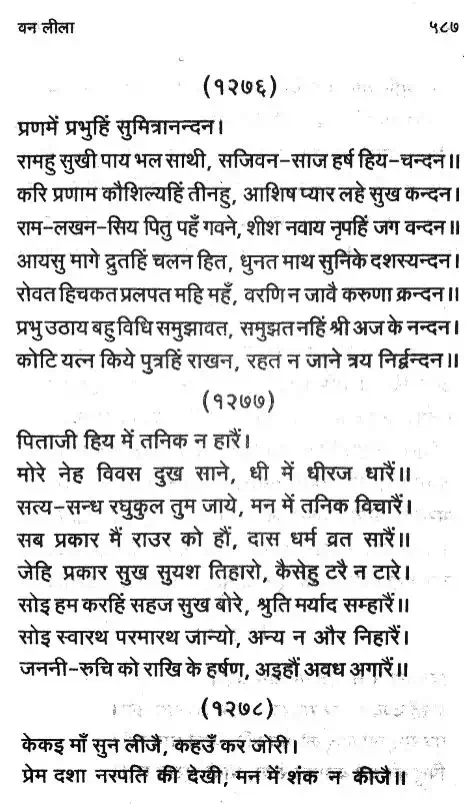 वन लीला ५८७
(१२७६)
प्रणमें प्रभुहिं सुमित्रानन्दन।
रामहु सुखी पाय भल साथी, सजिवन-साज हर्ष हिय-चन्दन॥
करि प्रणाम कौशिल्यहिं तीनहु, आशिष प्यार लहे सुख कन्दन।
राम-लखन-सिय पितु पहँ गवने, शीश नवाय नृपहिं जग वन्दन॥
आयसु मागे द्रुतहिं चलन हित, धुनत माथ सुनिके दशस्यन्दन।
रोवत हिचकत प्रलपत महि महँ, वरणि न जावै करुणा क्रन्दन॥
प्रभु उठाय बहु विधि समुझावत, समुझत नहिं श्री अज के नन्दन।
कोटि यत्न किये पुत्रहिं राखन, रहत न जाने त्रय निर्द्वन्दन॥
(१२७७)
पिताजी हिय में तनिक न हारैं।
मोरे नेह विवस दुख साने, धी में धीरज धारैं॥
सत्य-सन्ध रघुकुल तुम जाये, मन में तनिक विचारैं।
सब प्रकार मैं राउर को हौं, दास धर्म व्रत सारैं॥
जेहि प्रकार सुख सुयश तिहारो, कैसेहु टरै न टारे।
सोइ हम करहिं सहज सुख बोरे, श्रुति मर्याद सम्हारैं॥
सोइ स्वारथ परमारथ जान्यो, अन्य न और निहारैं।
जननी-रुचि को राखि के हर्षण, अइहौं अवध अगारैं॥
(१२७८)
केकइ माँ सुन लीजै, कहउँ कर जोरी।
प्रेम दशा नरपति की देखी, मन में शंक न कीजै॥